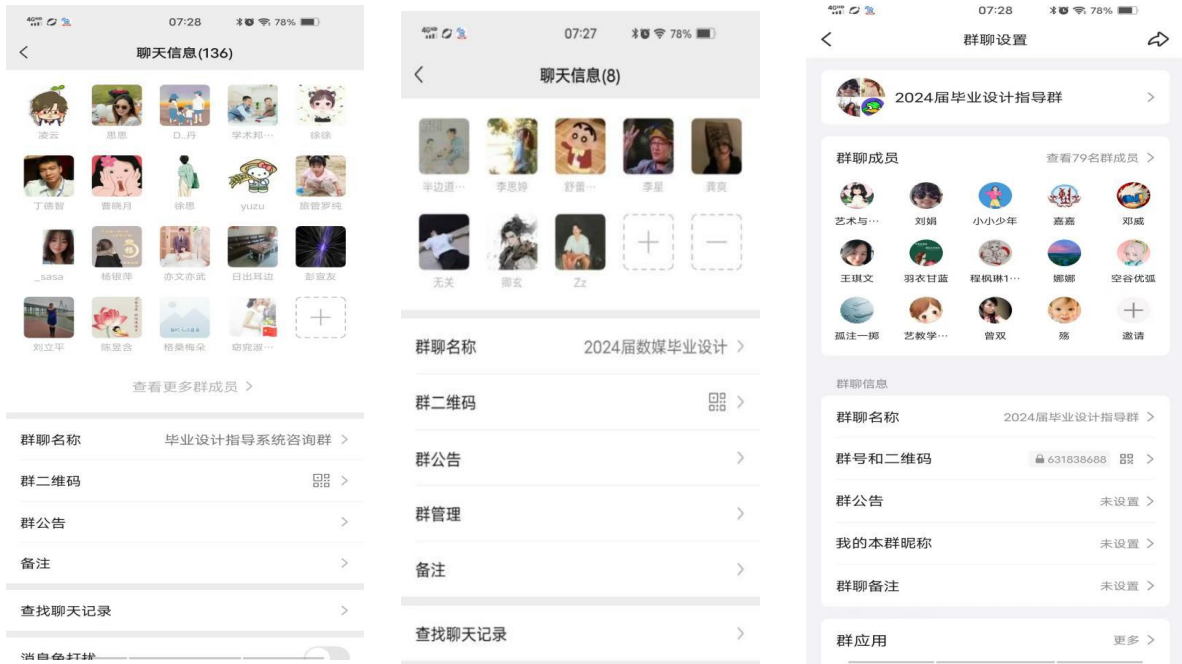 07:28
78%
聊天信息(136)
凌云 思思 D..丹 学术邦… 徐徐
丁德智 曹晓月 徐思 yuzu 旅管罗纯
_sasa 杨银萍 亦文亦武 日出耳边 彭宣友
刘立平 陈昱含 格桑梅朵 窈窕淑…
查看更多群成员
群聊名称 毕业设计指导系统咨询群
群二维码
群公告
备注
查找聊天记录
消息免打扰
07:27
78%
聊天信息(8)
半边道… 李思婷 舒蕾… 李星 龚奭
无关 卿玄 Zz
群聊名称 2024届数媒毕业设计
群二维码
群公告
群管理
备注
查找聊天记录
07:28
78%
群聊设置
2024届毕业设计指导群
群聊成员 查看79名群成员
艺术与… 刘娟 小小少年 嘉嘉 邓威
王琪文 羽衣甘蓝 程枫琳1… 娜娜 空谷优弧
孤注一掷 艺教学… 曾双 殇 邀请
群聊信息
群聊名称 2024届毕业设计指导群
群号和二维码 631838688
群公告 未设置
我的本群昵称 未设置
群聊备注 未设置
群应用 更多